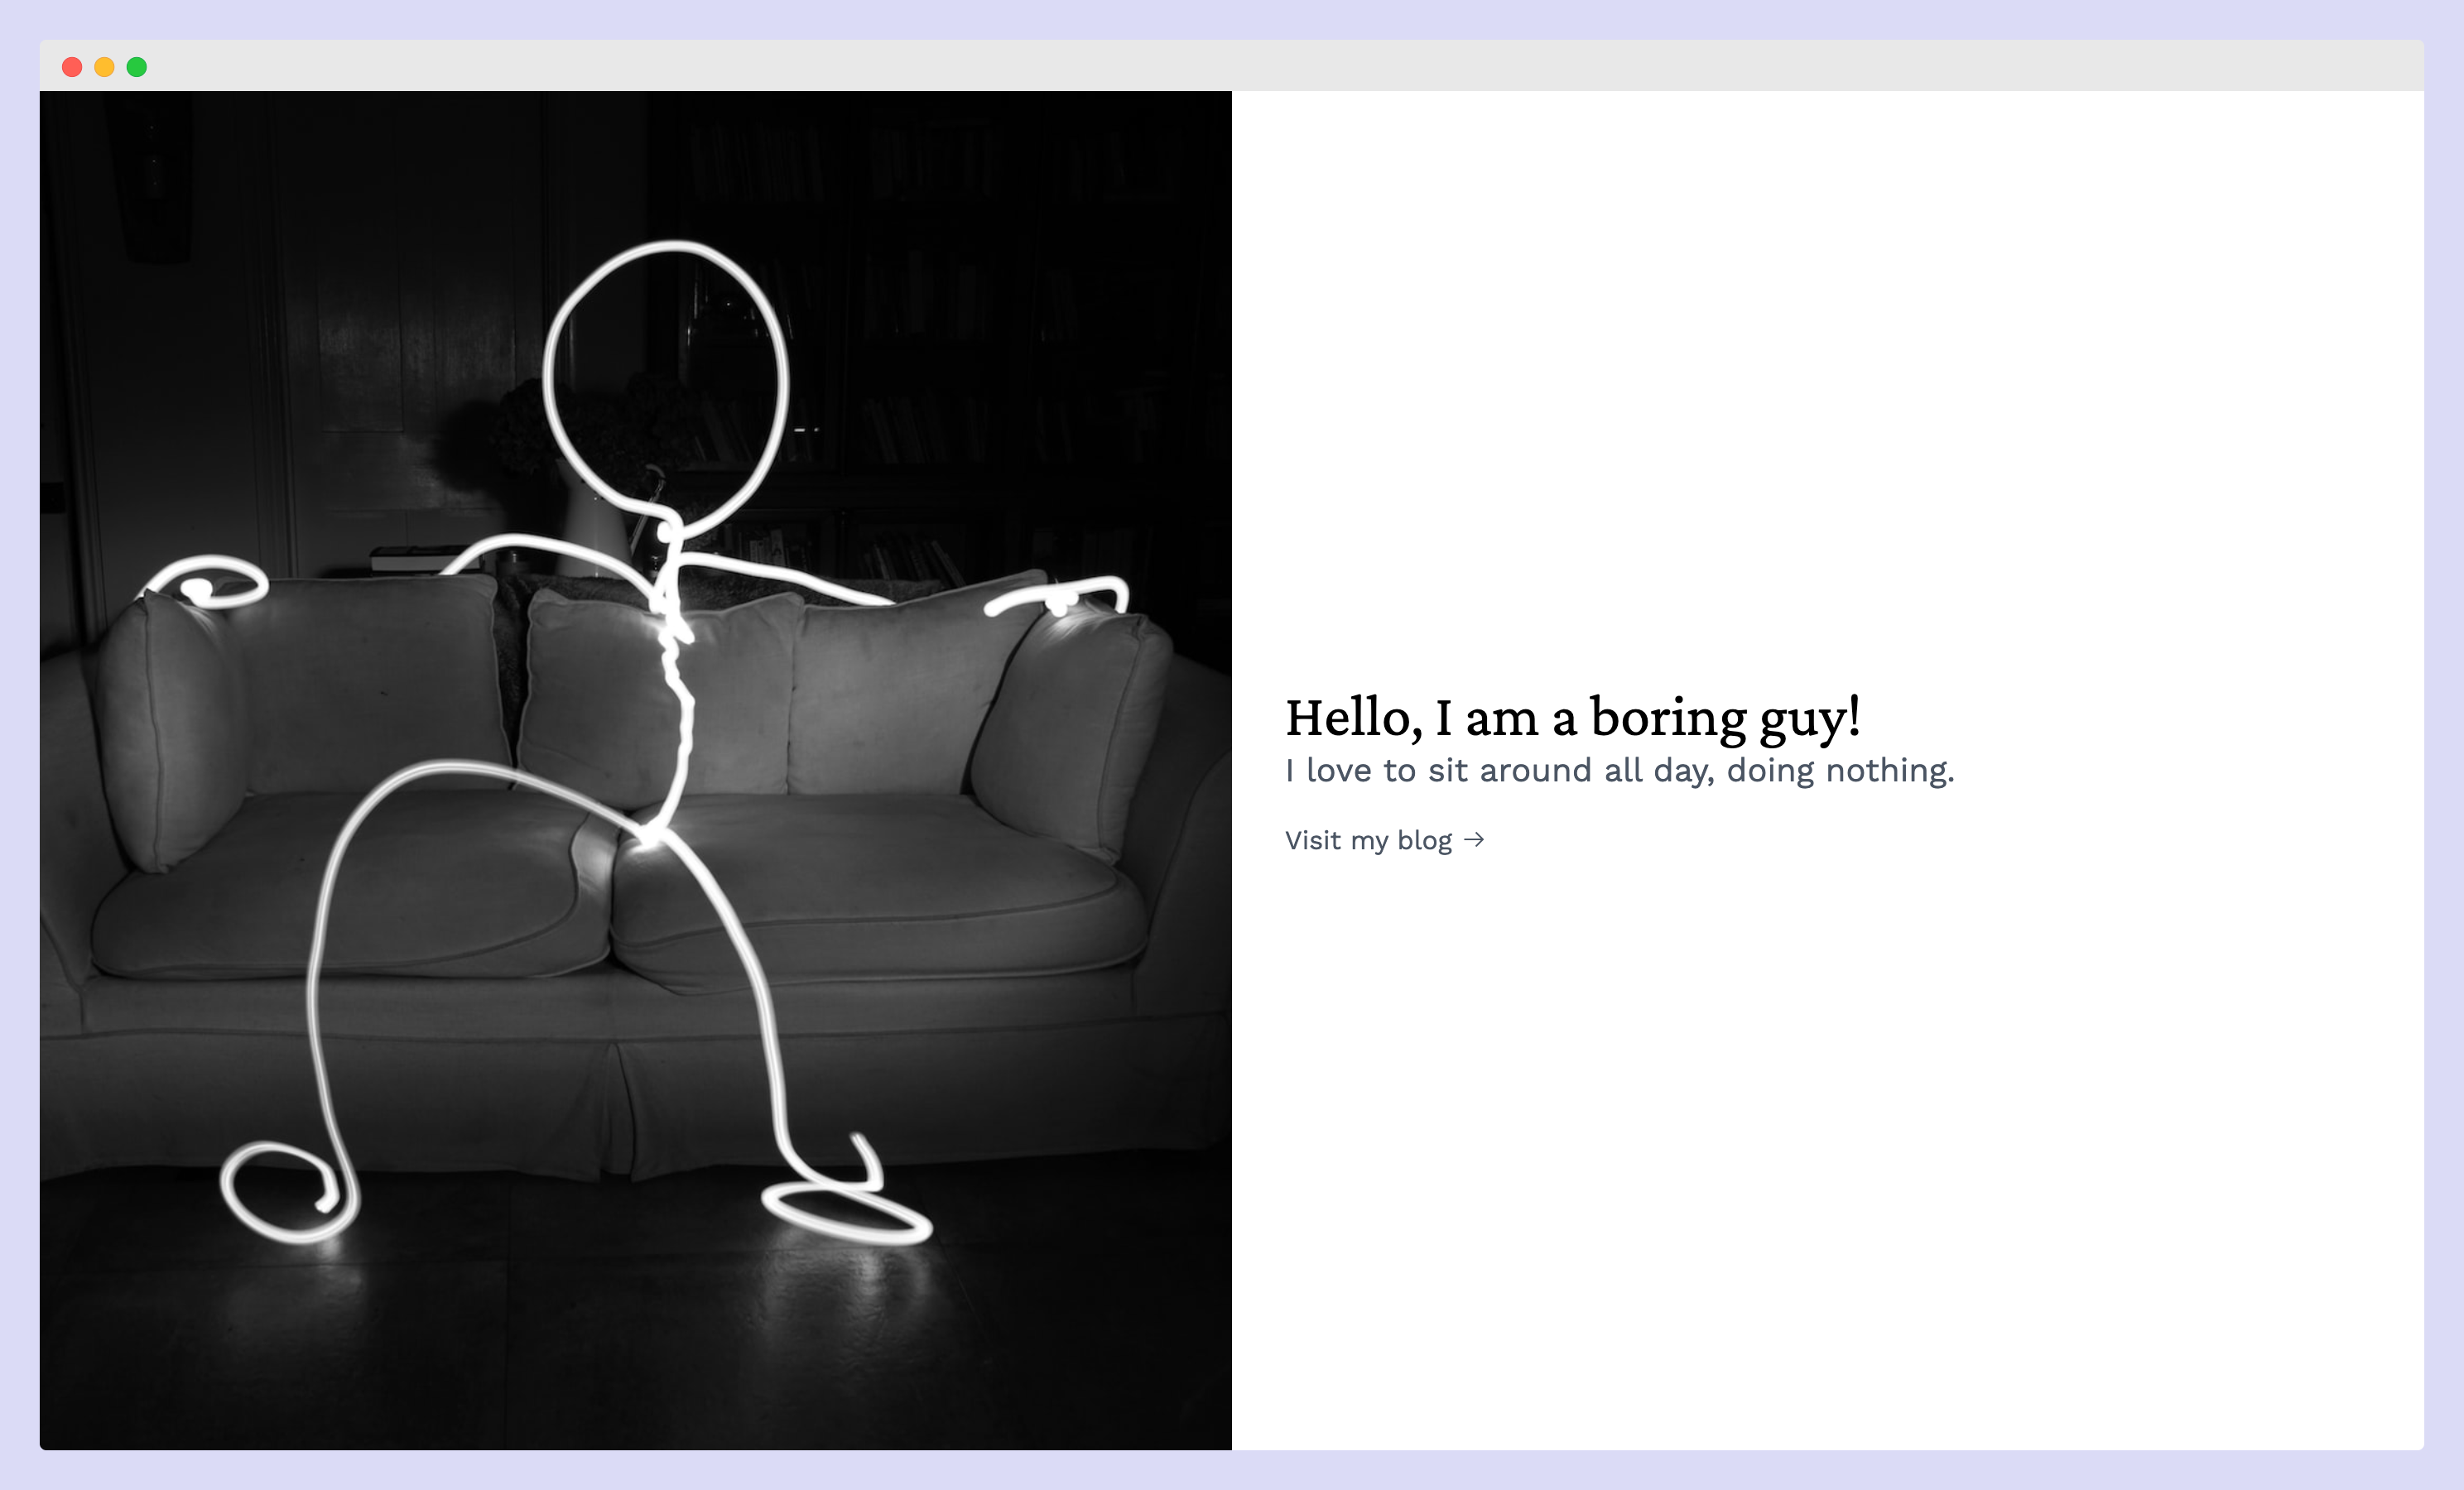 Hello, I am a boring guy!
I love to sit around all day, doing nothing.
Visit my blog →